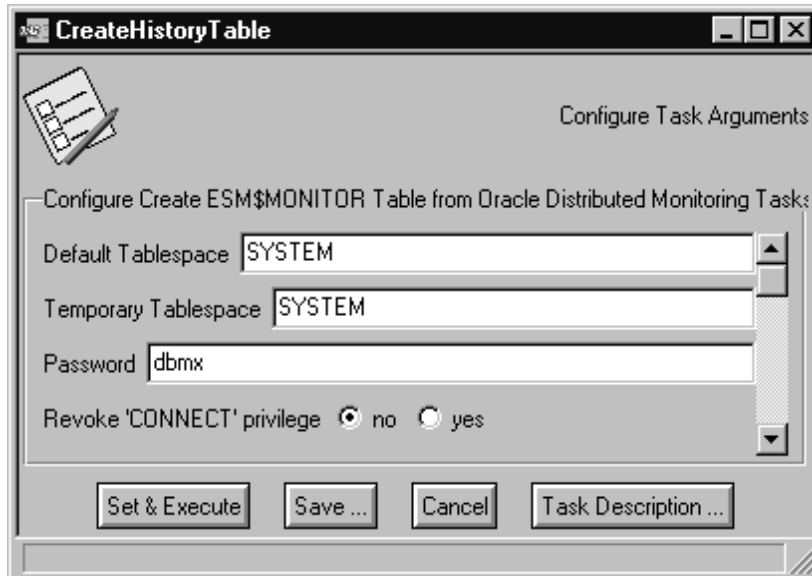 CreateHistoryTable
Configure Task Arguments
Configure Create ESM$MONITOR Table from Oracle Distributed Monitoring Tasks
Default Tablespace SYSTEM
Temporary Tablespace SYSTEM
Password dbmx
Revoke 'CONNECT' privilege no yes
Set & Execute Save ... Cancel Task Description ...